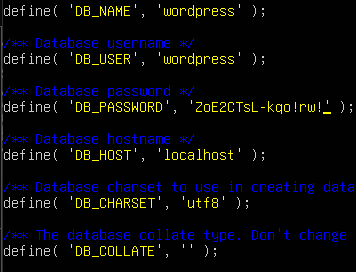 define( 'DB_NAME', 'wordpress' );
/** Database username */
define( 'DB_USER', 'wordpress' );
/** Database password */
define( 'DB_PASSWORD', 'ZoE2CTsL-kqo!rw!' );
/** Database hostname */
define( 'DB_HOST', 'localhost' );
/** Database charset to use in creating data
define( 'DB_CHARSET', 'utf8' );
/** The database collate type. Don't change
define( 'DB_COLLATE', '' );